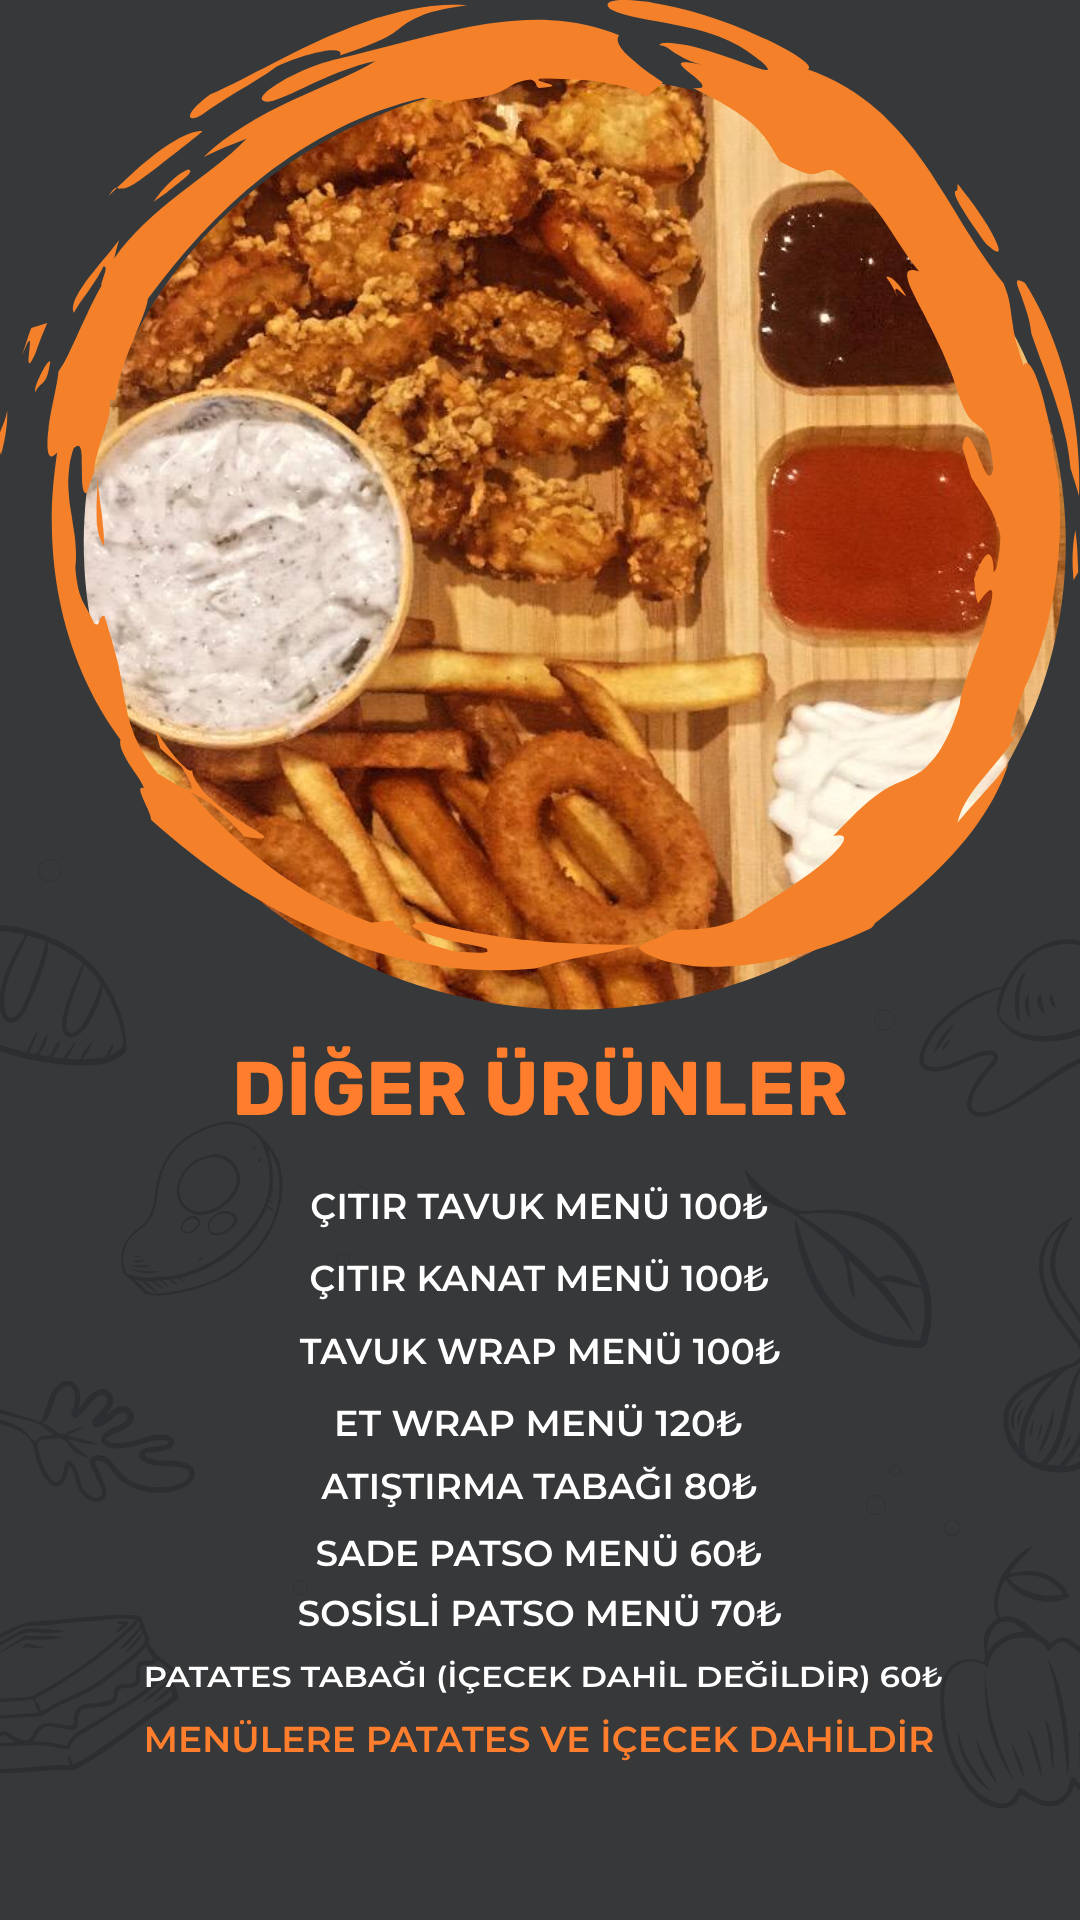 DİĞER ÜRÜNLER
ÇITIR TAVUK MENÜ 100₺
ÇITIR KANAT MENÜ 100₺
TAVUK WRAP MENÜ 100₺
ET WRAP MENÜ 120₺
ATIŞTIRMA TABAĞI 80₺
SADE PATSO MENÜ 60₺
SOSİSLİ PATSO MENÜ 70₺
PATATES TABAĞI (İÇECEK DAHİL DEĞİLDİR) 60₺
MENÜLERE PATATES VE İÇECEK DAHİLDİR